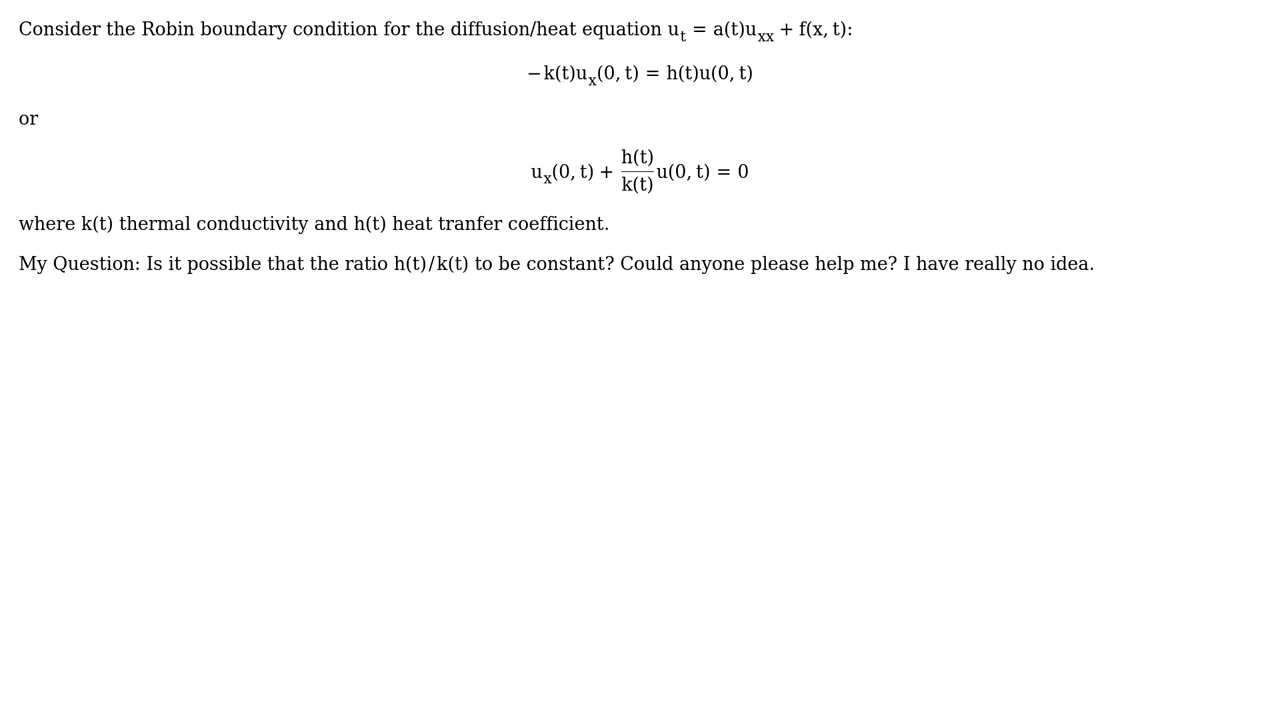 Consider the Robin boundary condition for the diffusion/heat equation u_t = a(t)u_xx + f(x, t):
−k(t)u_x(0, t) = h(t)u(0, t)
or
u_x(0, t) + \frac{h(t)}{k(t)}u(0, t) = 0
where k(t) thermal conductivity and h(t) heat tranfer coefficient.
My Question: Is it possible that the ratio h(t)/k(t) to be constant? Could anyone please help me? I have really no idea.